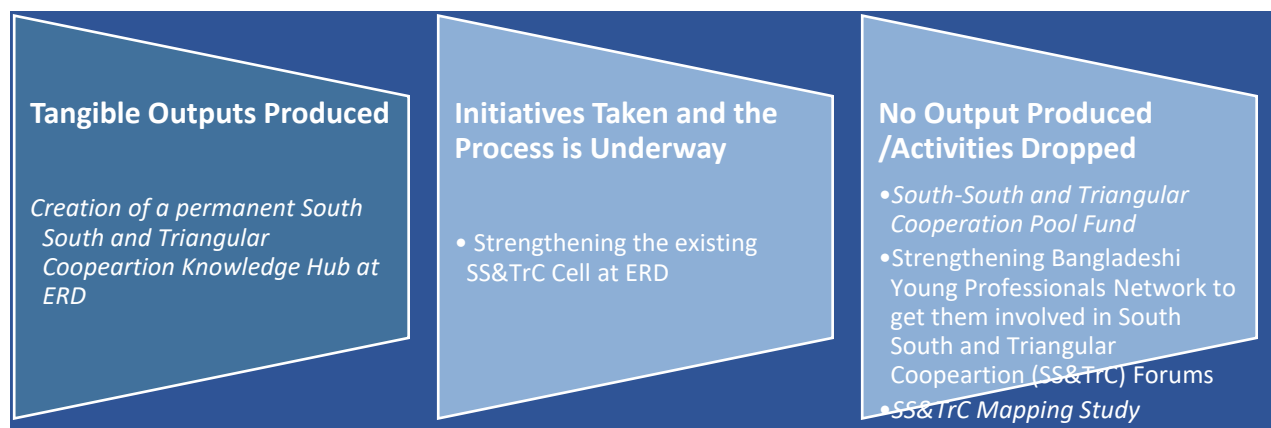 Tangible Outputs Produced
Creation of a permanent South
South and Triangular
Coopeartion Knowledge Hub at
ERD
Initiatives Taken and the
Process is Underway
• Strengthening the existing
SS&TrC Cell at ERD
No Output Produced
/Activities Dropped
•South-South and Triangular
Cooperation Pool Fund
•Strengthening Bangladeshi
Young Professionals Network to
get them involved in South
South and Triangular
Coopeartion (SS&TrC) Forums
•SS&TrC Mapping Study